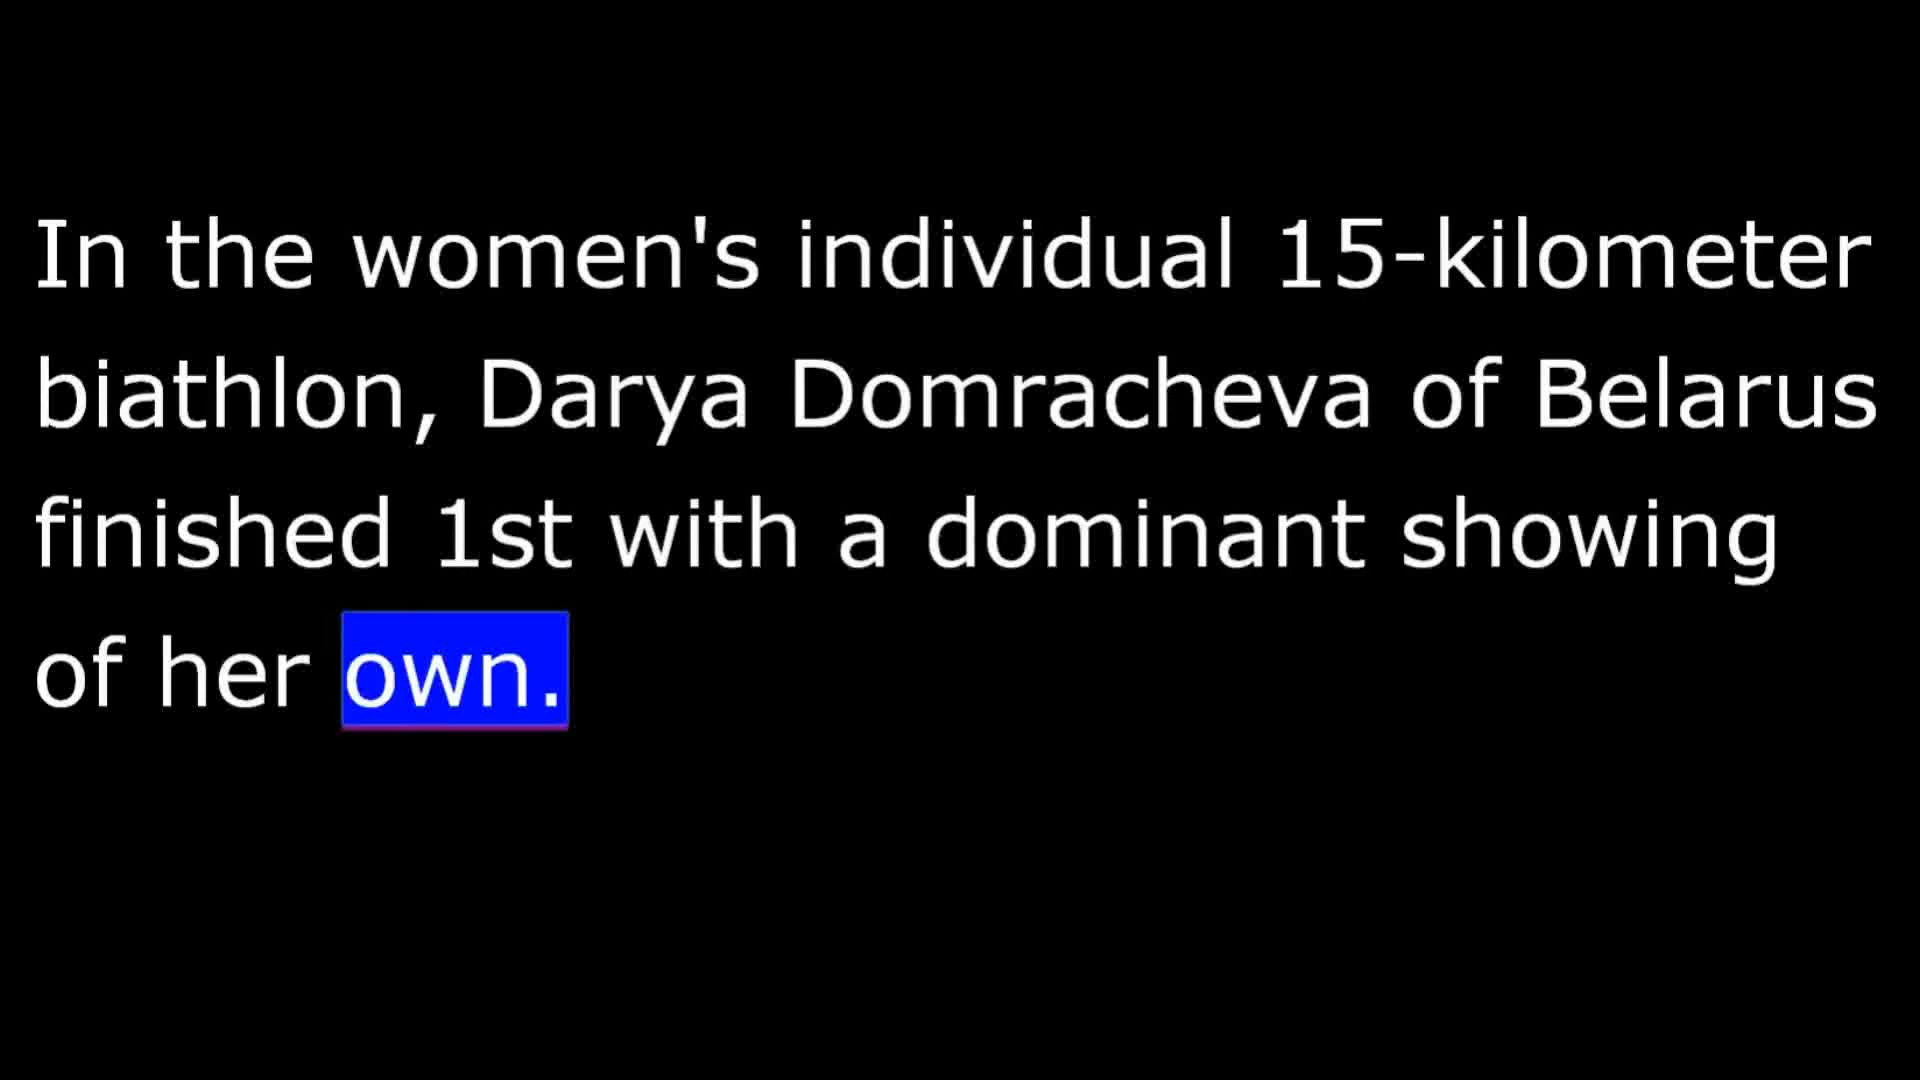 In the women's individual 15-kilometer
biathlon, Darya Domracheva of Belarus
finished 1st with a dominant showing
of her own.